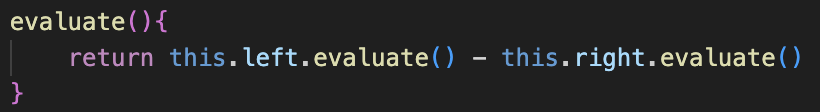 evaluate(){
    return this.left.evaluate() - this.right.evaluate()
}